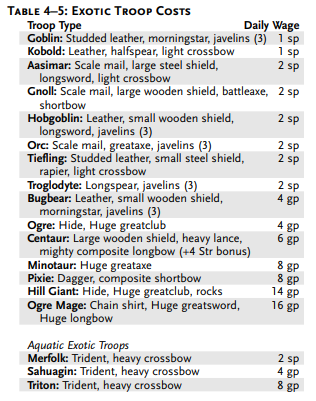 TABLE 4–5: EXOTIC TROOP COSTS
Troop Type Daily Wage
Goblin: Studded leather, morningstar, javelins (3) 1 sp
Kobold: Leather, halfspear, light crossbow 1 sp
Aasimar: Scale mail, large steel shield, 2 sp
longsword, light crossbow
Gnoll: Scale mail, large wooden shield, battleaxe, 2 sp
shortbow
Hobgoblin: Leather, small wooden shield, 2 sp
longsword, javelins (3)
Orc: Scale mail, greataxe, javelins (3) 2 sp
Tiefling: Studded leather, small steel shield, 2 sp
rapier, light crossbow
Troglodyte: Longspear, javelins (3) 2 sp
Bugbear: Leather, small wooden shield, 4 gp
morningstar, javelins (3)
Ogre: Hide, Huge greatclub 4 gp
Centaur: Large wooden shield, heavy lance, 6 gp
mighty composite longbow (+4 Str bonus)
Minotaur: Huge greataxe 8 gp
Pixie: Dagger, composite shortbow 8 gp
Hill Giant: Hide, Huge greatclub, rocks 14 gp
Ogre Mage: Chain shirt, Huge greatsword, 16 gp
Huge longbow
Aquatic Exotic Troops
Merfolk: Trident, heavy crossbow 2 sp
Sahuagin: Trident, heavy crossbow 4 gp
Triton: Trident, heavy crossbow 8 gp